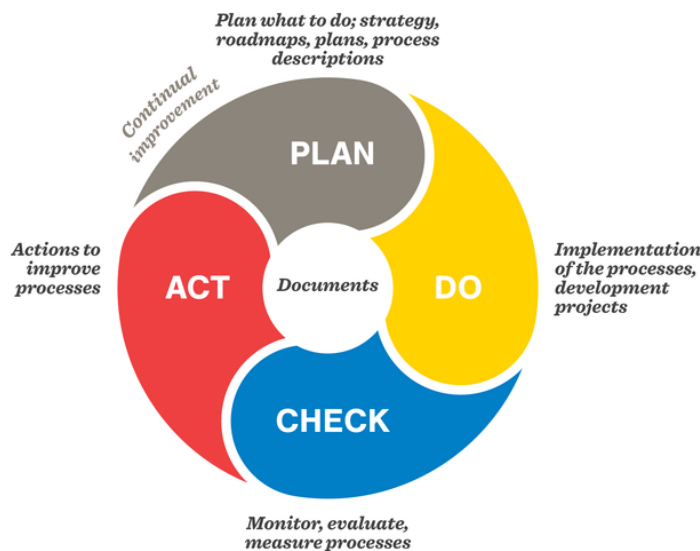 Plan what to do; strategy,
roadmaps, plans, process
descriptions
Continual
improvement
PLAN
Actions to
improve
processes
ACT
Documents
DO
Implementation
of the processes,
development
projects
CHECK
Monitor, evaluate,
measure processes